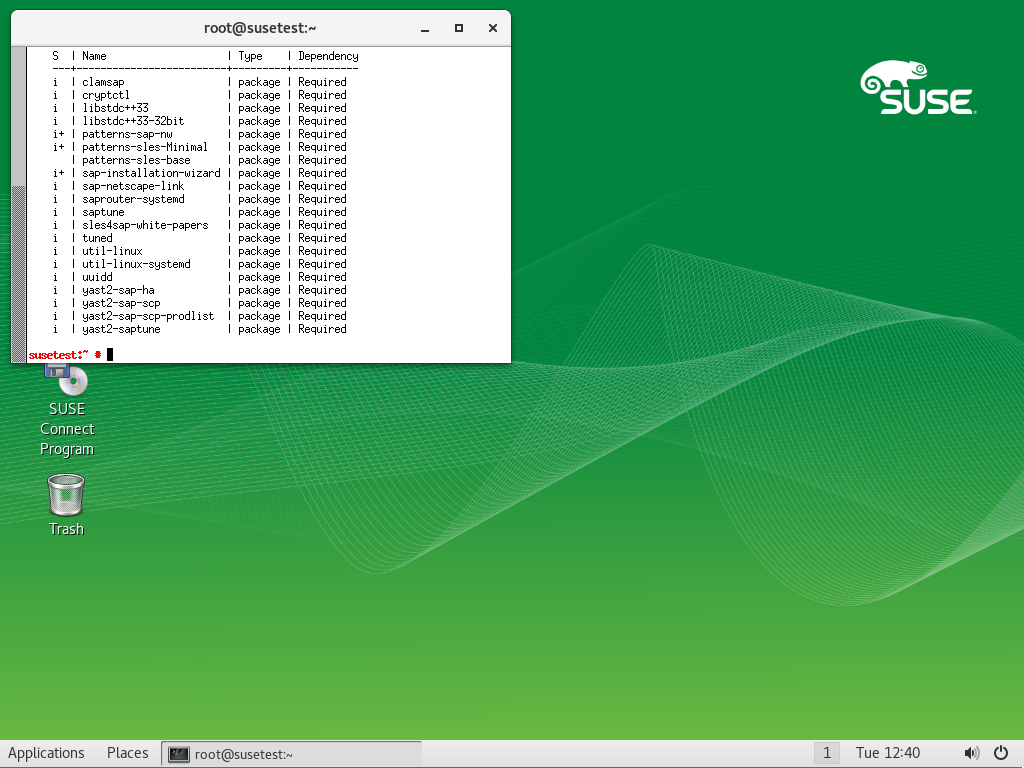 root@susetest:~
S | Name | Type | Dependency
---+-------------------------+---------+-----------
i | clamsap | package | Required
i | cryptctl | package | Required
i | libstdc++33 | package | Required
i | libstdc++33-32bit | package | Required
i+ | patterns-sap-nw | package | Required
i+ | patterns-sles-Minimal | package | Required
| patterns-sles-base | package | Required
i+ | sap-installation-wizard | package | Required
i | sap-netscape-link | package | Required
i | saprouter-systemd | package | Required
i | saptune | package | Required
i | sles4sap-white-papers | package | Required
i | tuned | package | Required
i | util-linux | package | Required
i | util-linux-systemd | package | Required
i | uuidd | package | Required
i | yast2-sap-ha | package | Required
i | yast2-sap-scp | package | Required
i | yast2-sap-scp-prodlist | package | Required
i | yast2-saptune | package | Required
susetest:~ #
SUSE
SUSE
Connect
Program
Trash
Applications Places root@susetest:~ 1 Tue 12:40